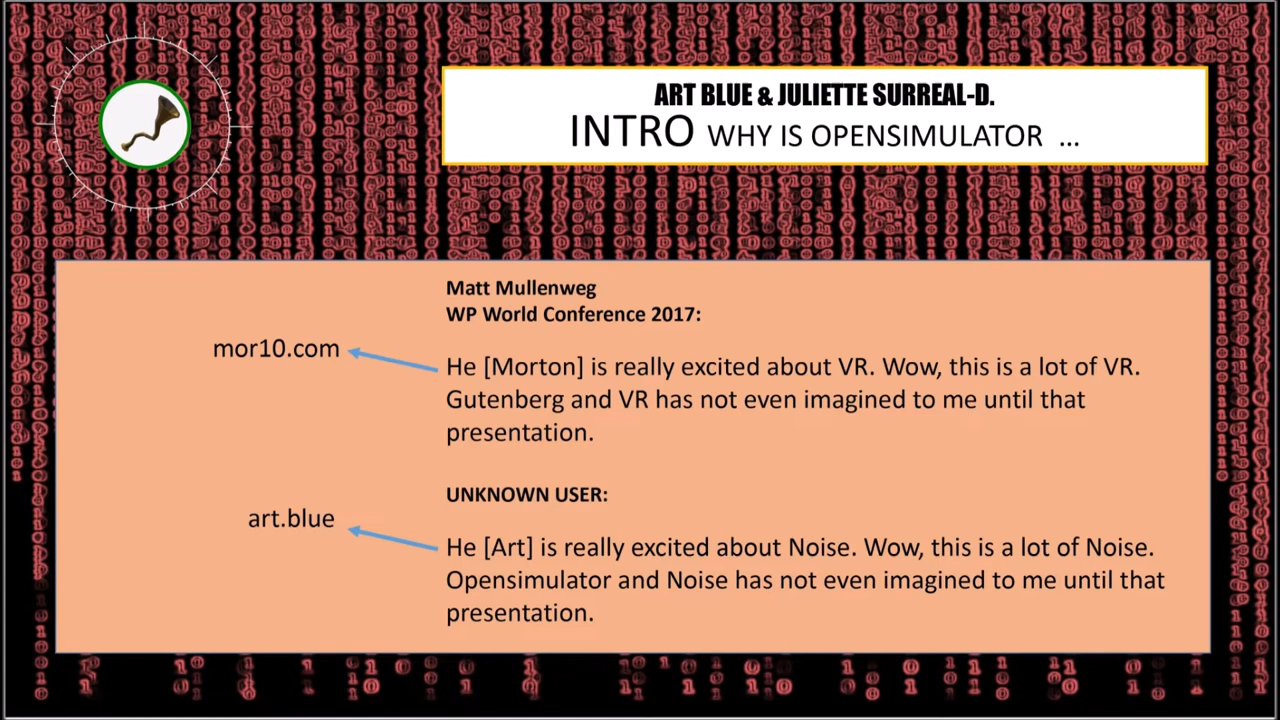 ART BLUE & JULIETTE SURREAL-D.
INTRO WHY IS OPENSIMULATOR ...
Matt Mullenweg
WP World Conference 2017:
mor10.com
He [Morton] is really excited about VR. Wow, this is a lot of VR.
Gutenberg and VR has not even imagined to me until that
presentation.
UNKNOWN USER:
art.blue
He [Art] is really excited about Noise. Wow, this is a lot of Noise.
Opensimulator and Noise has not even imagined to me until that
presentation.